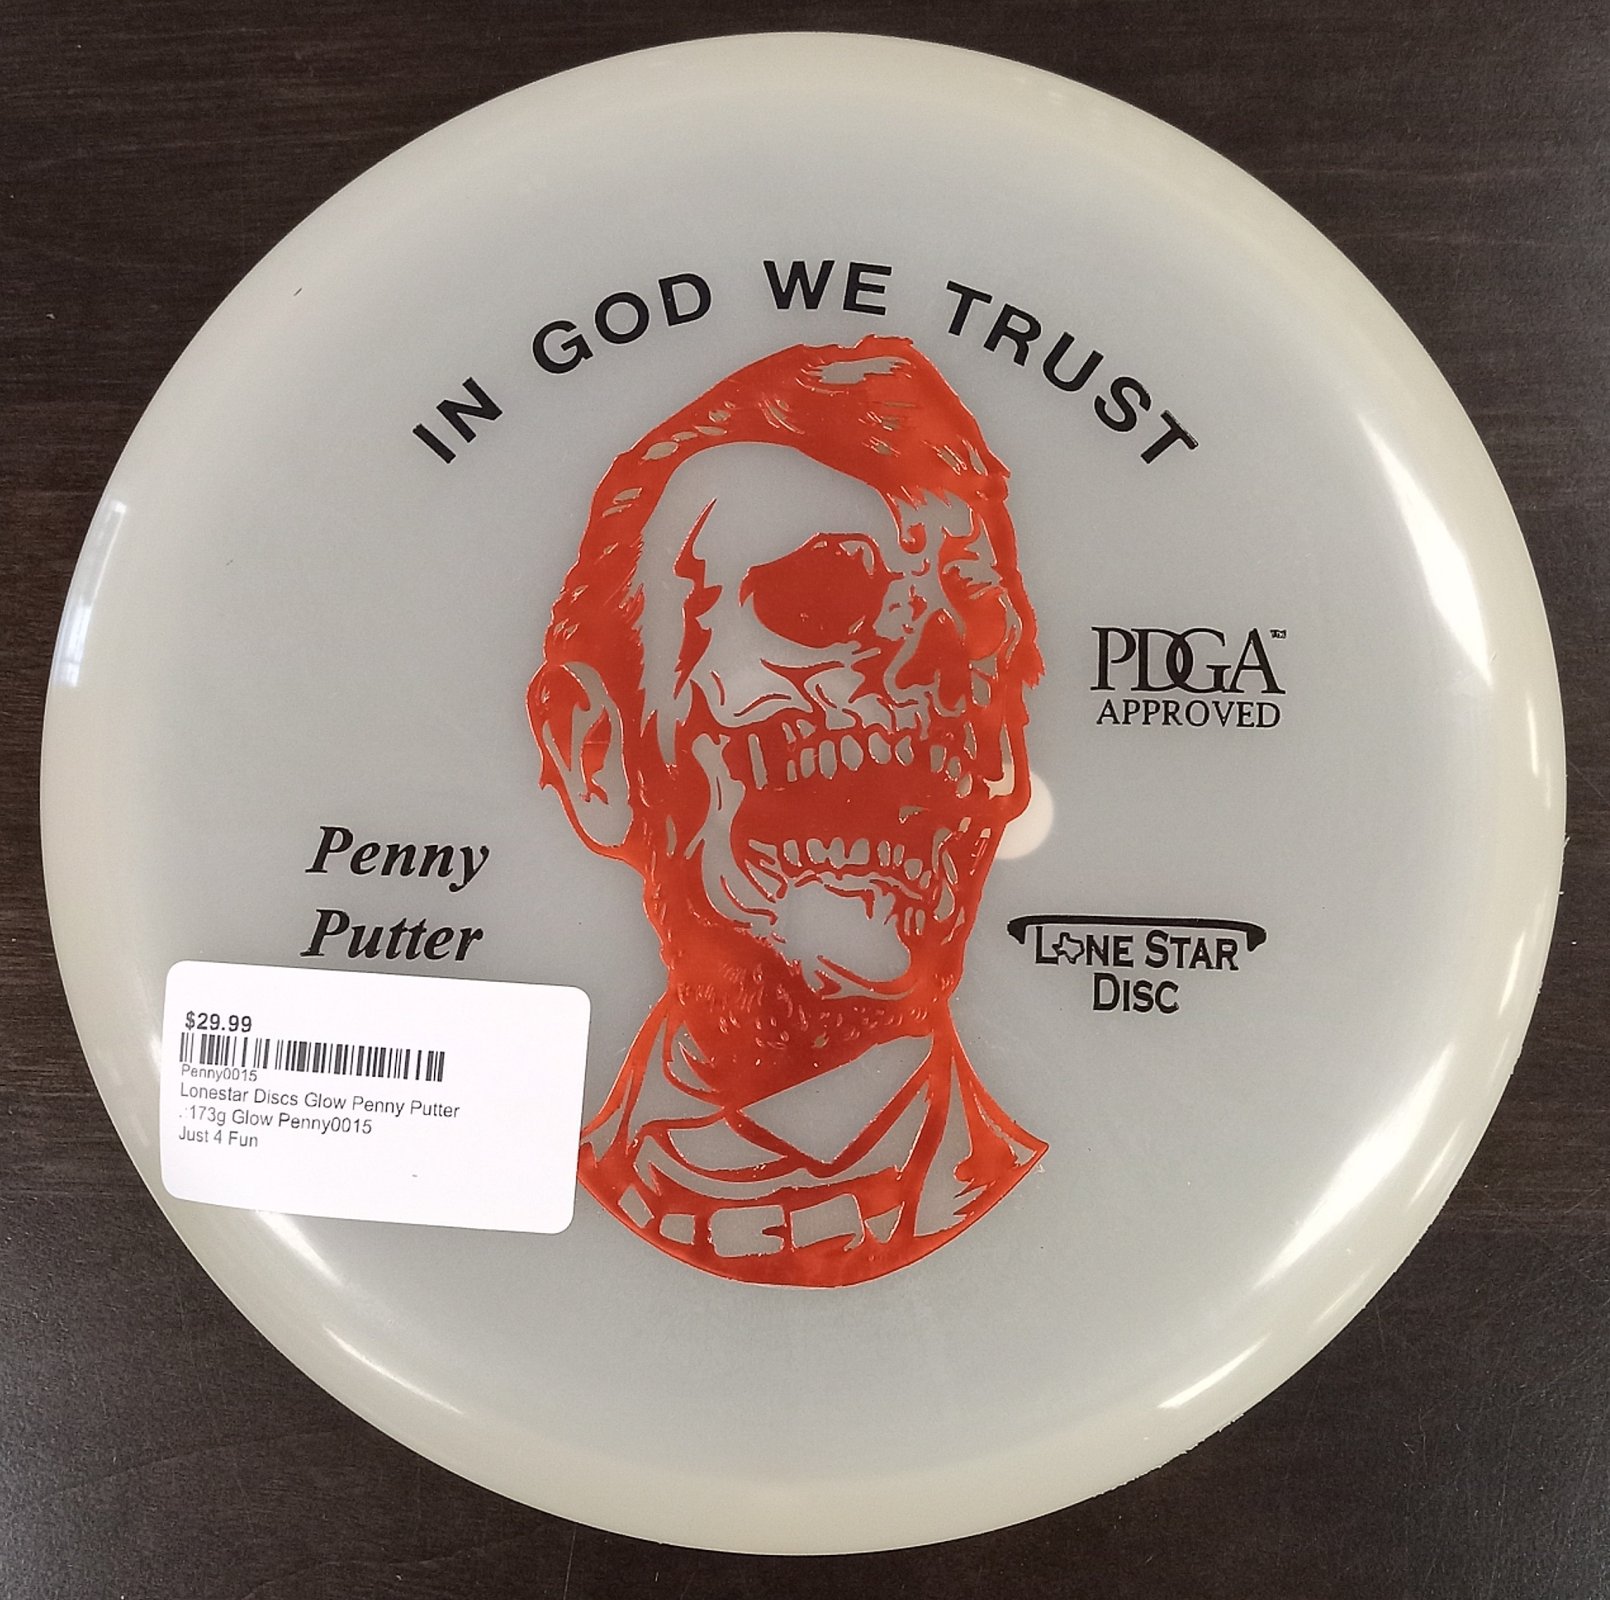 IN GOD WE TRUST
PDGA™
APPROVED
Penny
Putter
LONE STAR
DISC
$29.99
Penny0015
Lonestar Discs Glow Penny Putter
.:173g Glow Penny0015
Just 4 Fun